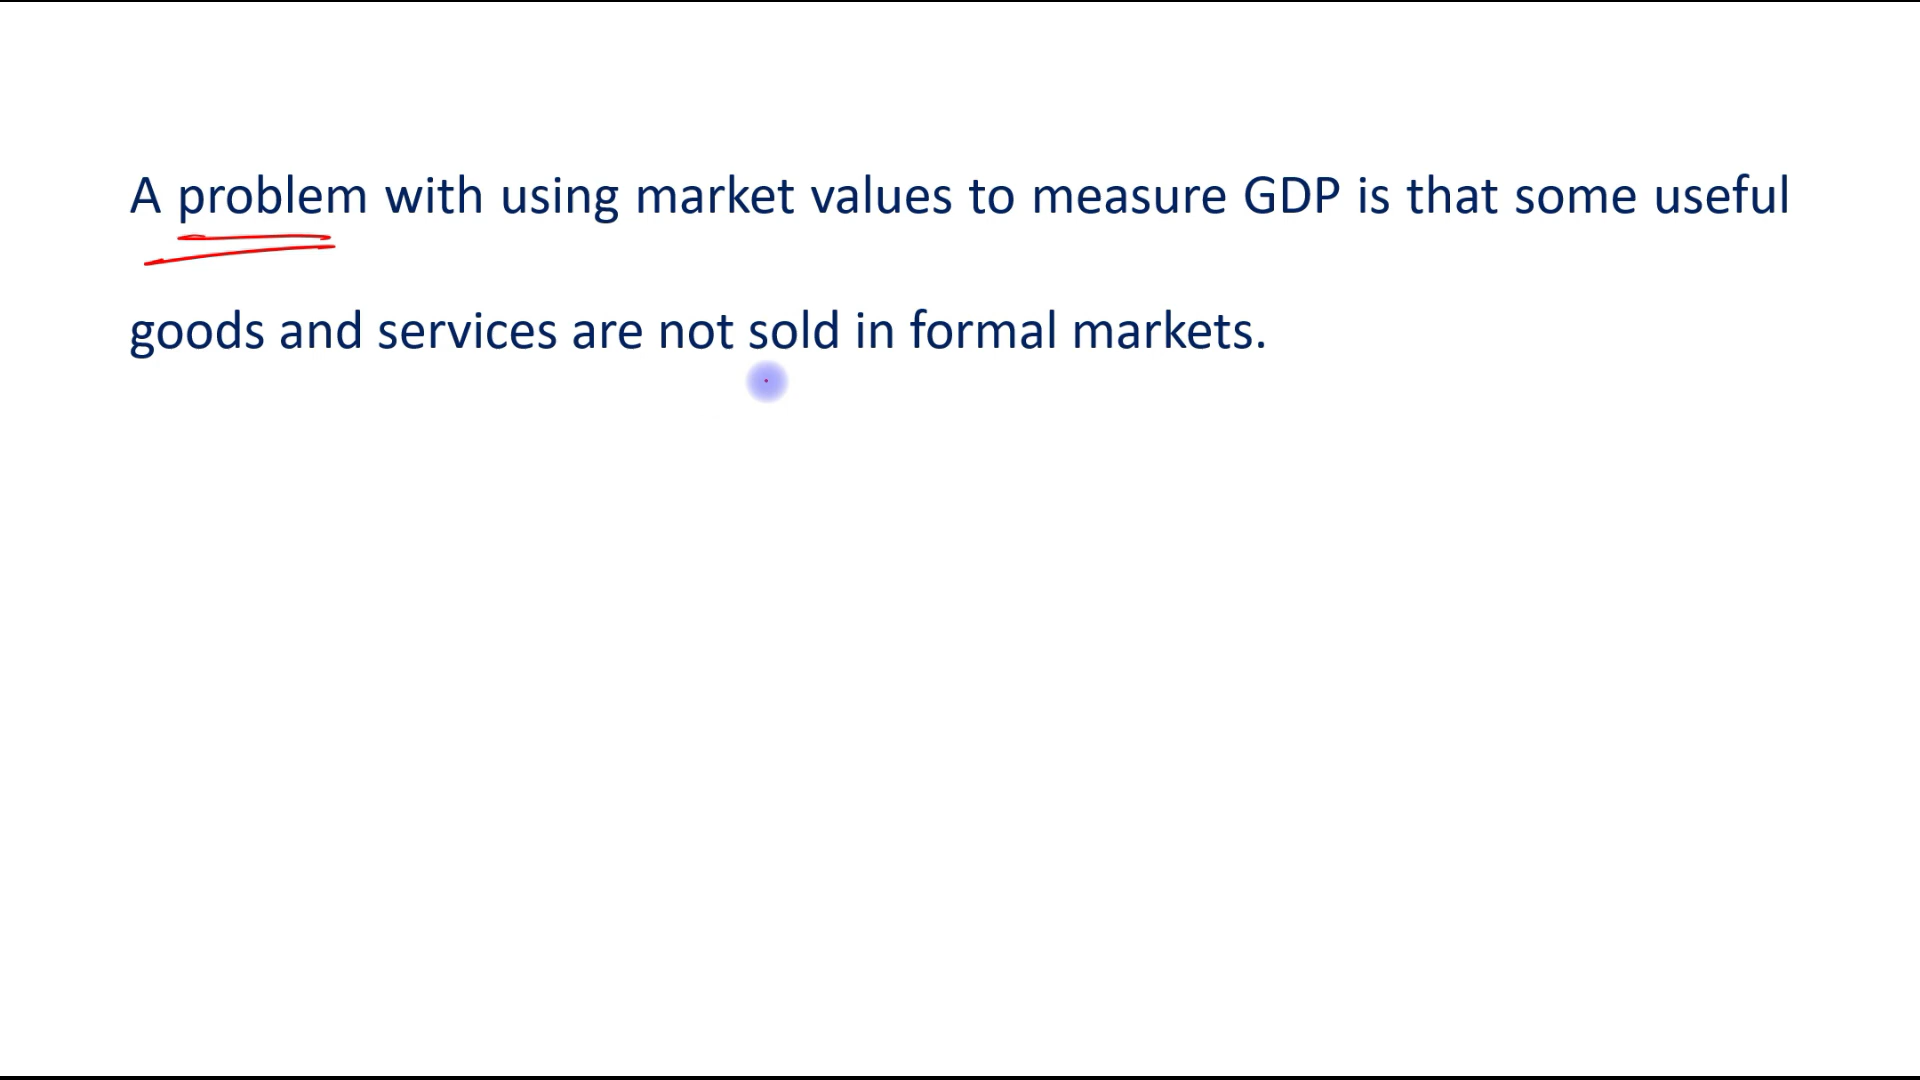 A problem with using market values to measure GDP is that some useful
goods and services are not sold in formal markets.